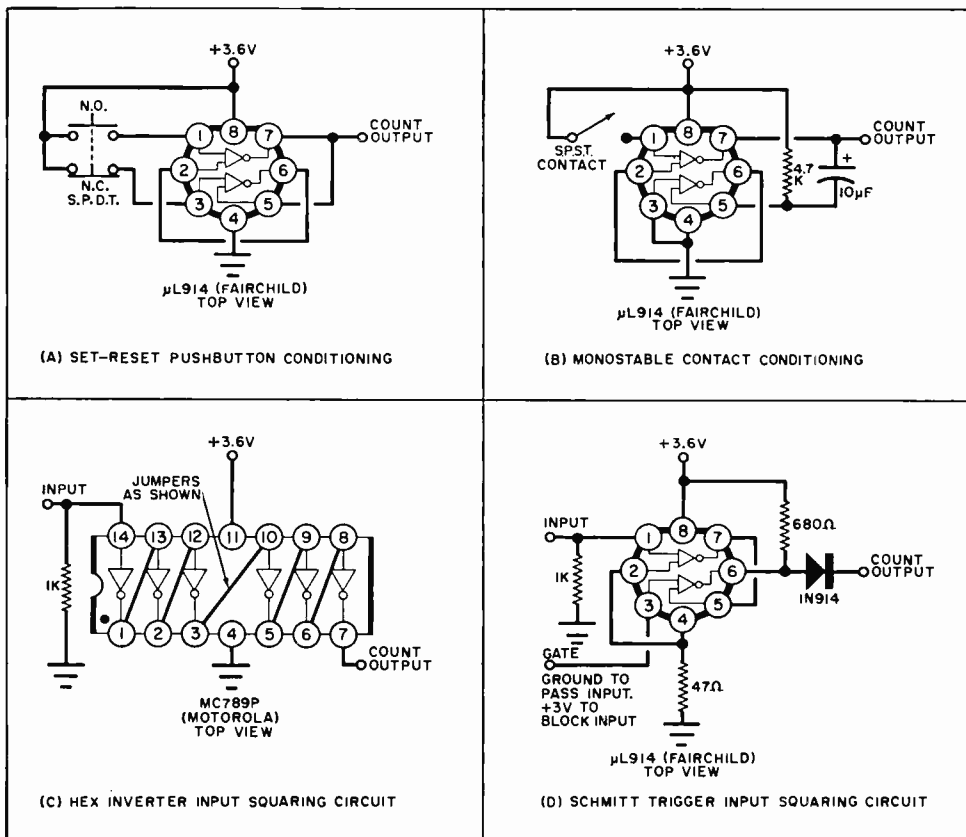 +3.6V
N.O.
N.C.
S.P.D.T.
1
8
7
2
6
3
5
4
COUNT
OUTPUT
µL914 (FAIRCHILD)
TOP VIEW
(A) SET-RESET PUSHBUTTON CONDITIONING
+3.6V
S.P.S.T.
CONTACT
1
8
7
2
6
3
5
4
4.7
K
+
10µF
COUNT
OUTPUT
µL914 (FAIRCHILD)
TOP VIEW
(B) MONOSTABLE CONTACT CONDITIONING
+3.6V
INPUT
JUMPERS
AS SHOWN
14 13 12 11 10 9 8
1K
1 2 3 4 5 6 7
COUNT
OUTPUT
MC789P
(MOTOROLA)
TOP VIEW
(C) HEX INVERTER INPUT SQUARING CIRCUIT
+3.6V
INPUT
1K
1
8
7
2
6
3
5
4
680Ω
1N914
COUNT
OUTPUT
GATE
GROUND TO
PASS INPUT.
+3V TO
BLOCK INPUT
47Ω
µL914 (FAIRCHILD)
TOP VIEW
(D) SCHMITT TRIGGER INPUT SQUARING CIRCUIT